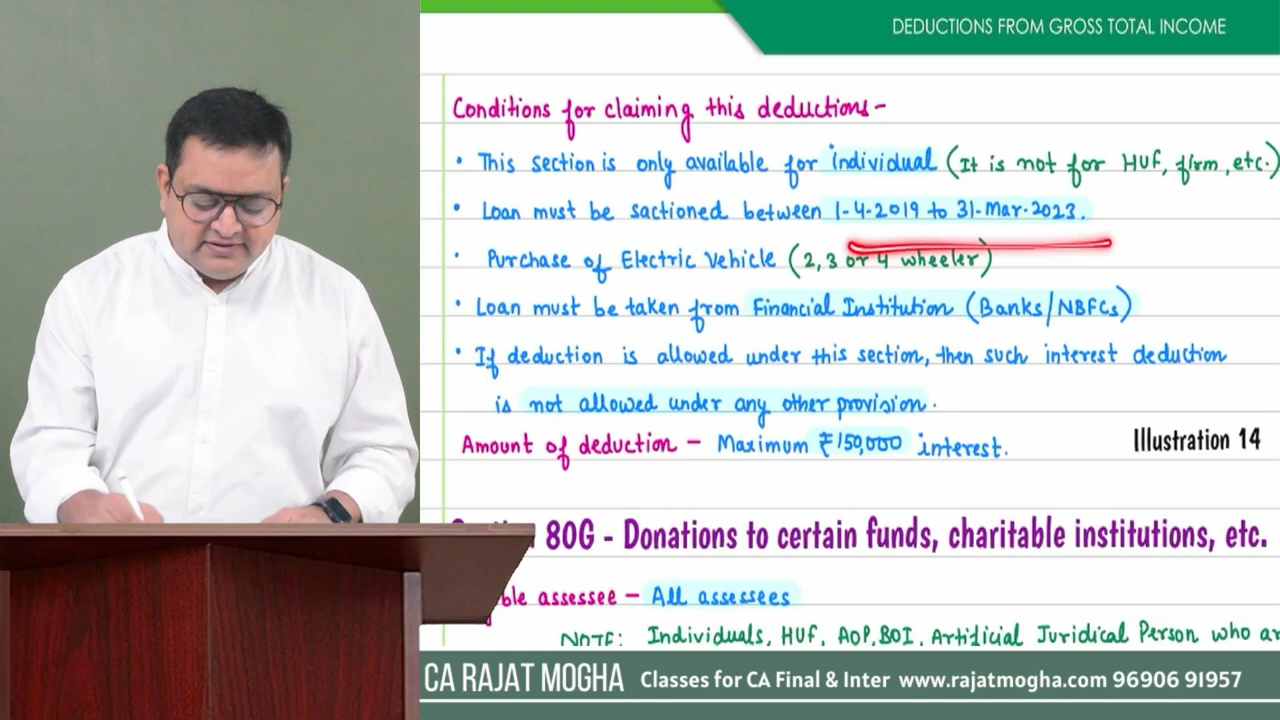 DEDUCTIONS FROM GROSS TOTAL INCOME
Conditions for claiming this deductions-
• This section is only available for individual (It is not for HUF, firm, etc.)
• Loan must be sactioned between 1-4-2019 to 31-Mar-2023.
• Purchase of Electric Vehicle (2, 3 or 4 wheeler)
• Loan must be taken from Financial Institution (Banks/NBFCs)
• If deduction is allowed under this section, then such interest deduction
is not allowed under any other provision.
Amount of deduction - Maximum ₹150,000 interest.
Illustration 14
80G - Donations to certain funds, charitable institutions, etc.
assessee - All assessees
NOTE: Individuals, HUF, AOP, BOI, Artificial Juridical Person who
CA RAJAT MOGHA Classes for CA Final & Inter www.rajatmogha.com 96906 91957